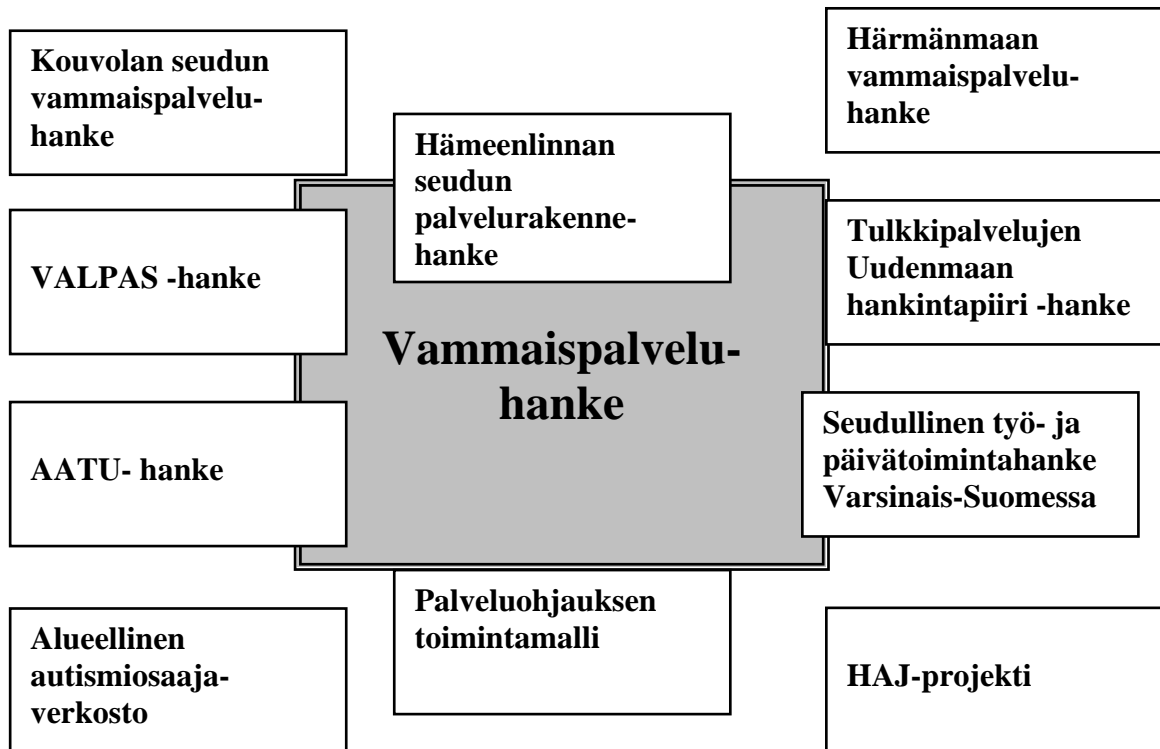 Kouvolan seudun
vammaispalvelu-
hanke
Hämeenlinnan
seudun
palvelurakenne-
hanke
Härmänmaan
vammaispalvelu-
hanke
VALPAS -hanke
Tulkkipalvelujen
Uudenmaan
hankintapiiri -hanke
Vammaispalvelu-
hanke
AATU- hanke
Seudullinen työ- ja
päivätoimintahanke
Varsinais-Suomessa
Alueellinen
autismiosaaja-
verkosto
Palveluohjauksen
toimintamalli
HAJ-projekti